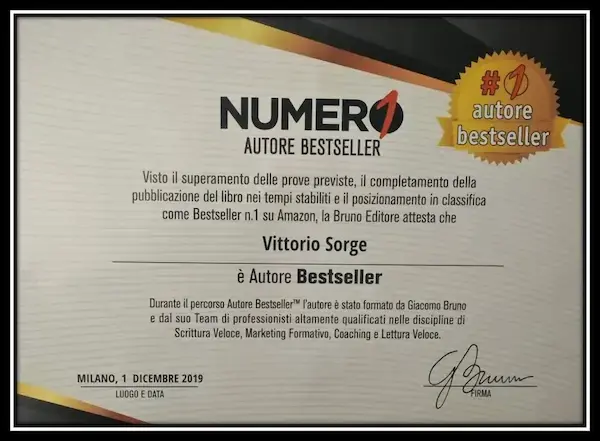 #1
autore
bestseller
NUMERO1
AUTORE BESTSELLER
Visto il superamento delle prove previste, il completamento della
pubblicazione del libro nei tempi stabiliti e il posizionamento in classifica
come Bestseller n.1 su Amazon, la Bruno Editore attesta che
Vittorio Sorge
è Autore Bestseller
Durante il percorso Autore Bestseller™ l'autore è stato formato da Giacomo Bruno
e dal suo Team di professionisti altamente qualificati nelle discipline di
Scrittura Veloce, Marketing Formativo, Coaching e Lettura Veloce.
MILANO, 1 DICEMBRE 2019
LUOGO E DATA
G Bruno
FIRMA